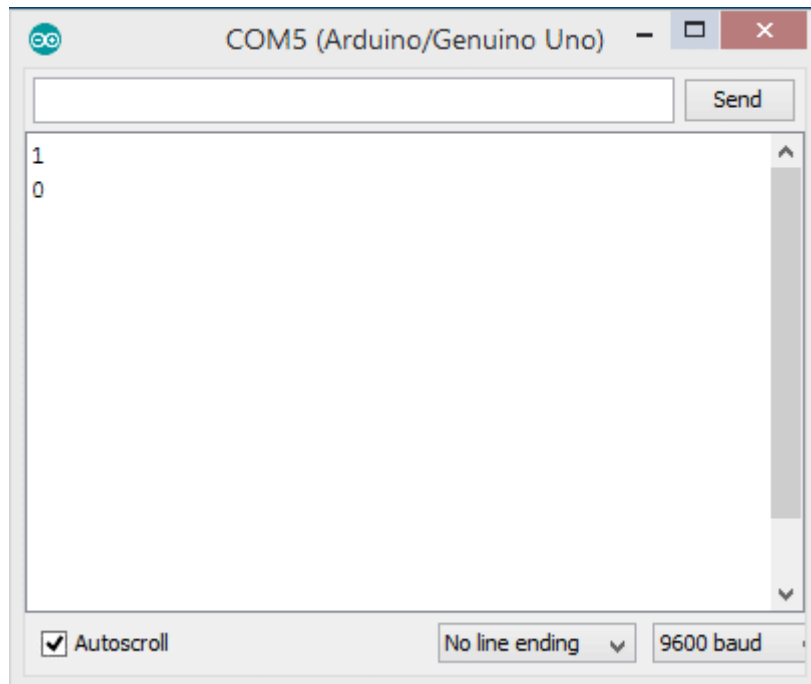 COM5 (Arduino/Genuino Uno)
Send
1
0
Autoscroll
No line ending
9600 baud